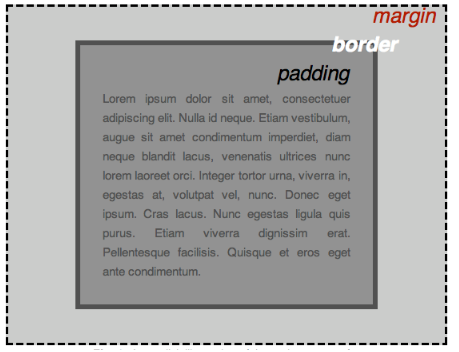 margin
border
padding
Lorem ipsum dolor sit amet, consectetuer
adipiscing elit. Nulla id neque. Etiam vestibulum,
augue sit amet condimentum imperdiet, diam
neque blandit lacus, venenatis ultrices nunc
lorem laoreet orci. Integer tortor urna, viverra in,
egestas at, volutpat vel, nunc. Donec eget
ipsum. Cras lacus. Nunc egestas ligula quis
purus. Etiam viverra dignissim erat.
Pellentesque facilisis. Quisque et eros eget
ante condimentum.